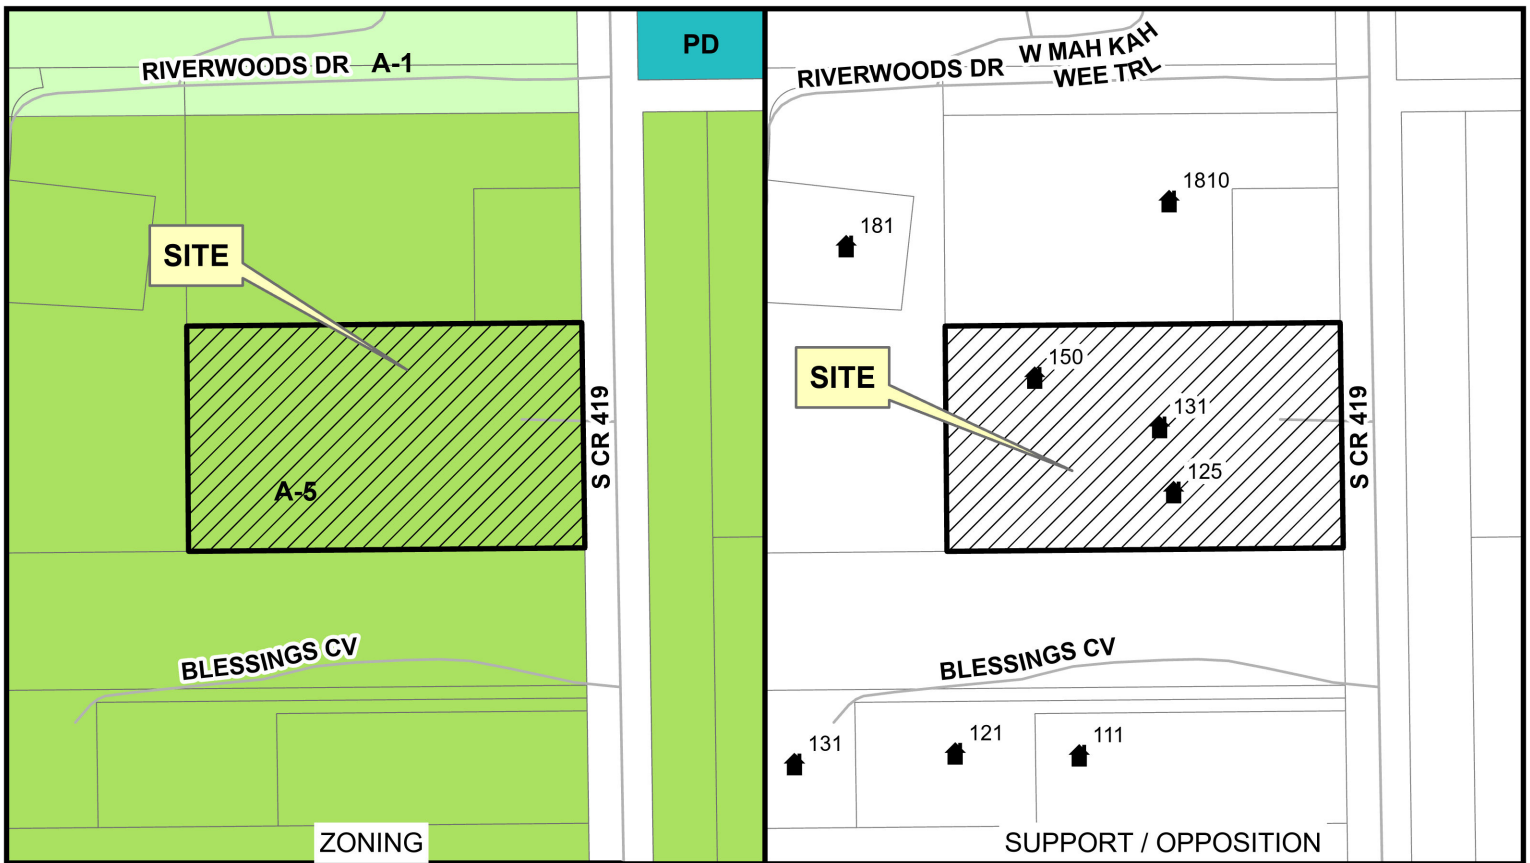 RIVERWOODS DR
A-1
PD
SITE
S CR 419
A-5
BLESSINGS CV
ZONING
RIVERWOODS DR
W MAH KAH
WEE TRL
1810
181
150
SITE
131
S CR 419
125
BLESSINGS CV
131
121
111
SUPPORT / OPPOSITION